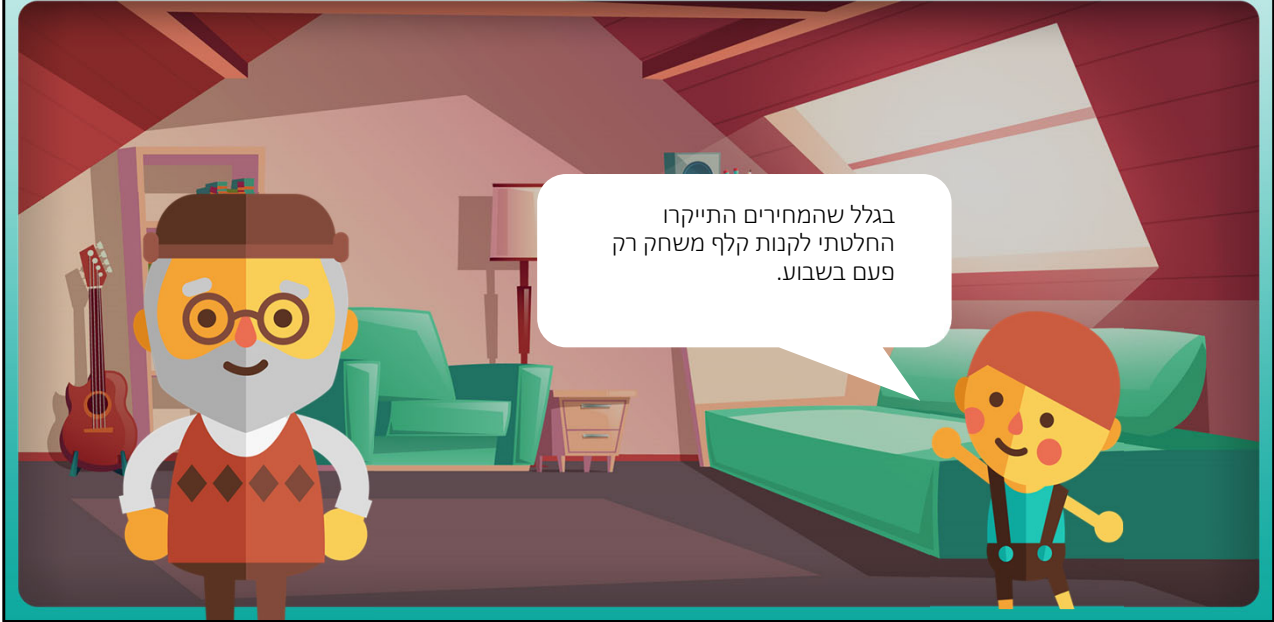 בגלל שהמחירים התייקרו
החלטתי לקנות קלף משחק רק
פעם בשבוע.